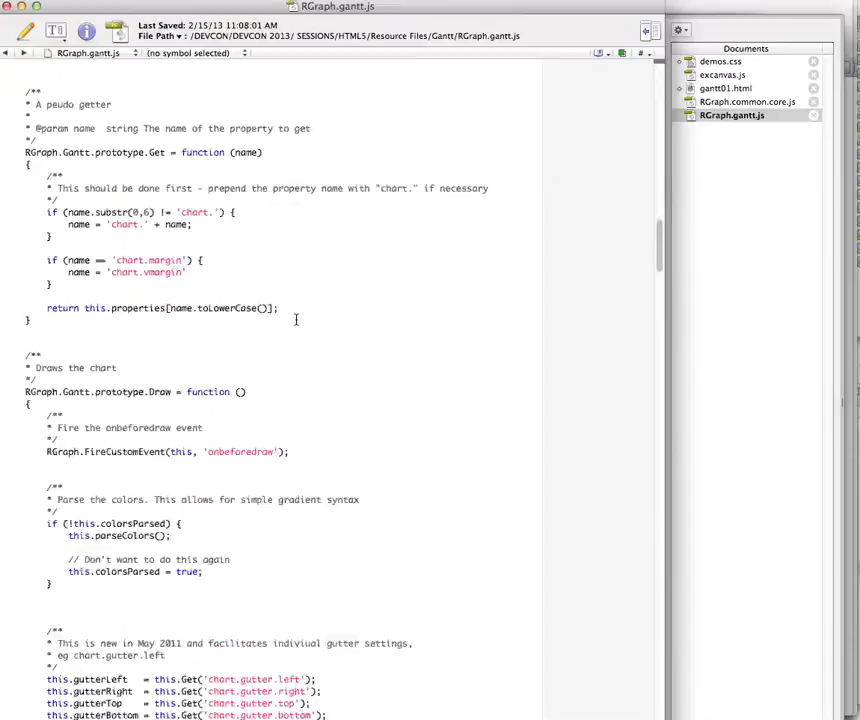 RGraph.gantt.js
Last Saved: 2/15/13 11:08:01 AM
File Path ▾ : /DEVCON/DEVCON 2013/ SESSIONS/HTML5/Resource Files/Gantt/RGraph.gantt.js
RGraph.gantt.js (no symbol selected) #
/**
* A peudo getter
*
* @param name  string The name of the property to get
*/
RGraph.Gantt.prototype.Get = function (name)
{
/**
* This should be done first - prepend the property name with "chart." if necessary
*/
if (name.substr(0,6) != 'chart.') {
name = 'chart.' + name;
}
if (name == 'chart.margin') {
name = 'chart.vmargin'
}
return this.properties[name.toLowerCase()];
}
/**
* Draws the chart
*/
RGraph.Gantt.prototype.Draw = function ()
{
/**
* Fire the onbeforedraw event
*/
RGraph.FireCustomEvent(this, 'onbeforedraw');
/**
* Parse the colors. This allows for simple gradient syntax
*/
if (!this.colorsParsed) {
this.parseColors();
// Don't want to do this again
this.colorsParsed = true;
}
/**
* This is new in May 2011 and facilitates indiviual gutter settings,
* eg chart.gutter.left
*/
this.gutterLeft   = this.Get('chart.gutter.left');
this.gutterRight  = this.Get('chart.gutter.right');
this.gutterTop    = this.Get('chart.gutter.top');
this.gutterBottom = this.Get('chart.gutter.bottom');
Documents
demos.css
excanvas.js
gantt01.html
RGraph.common.core.js
RGraph.gantt.js